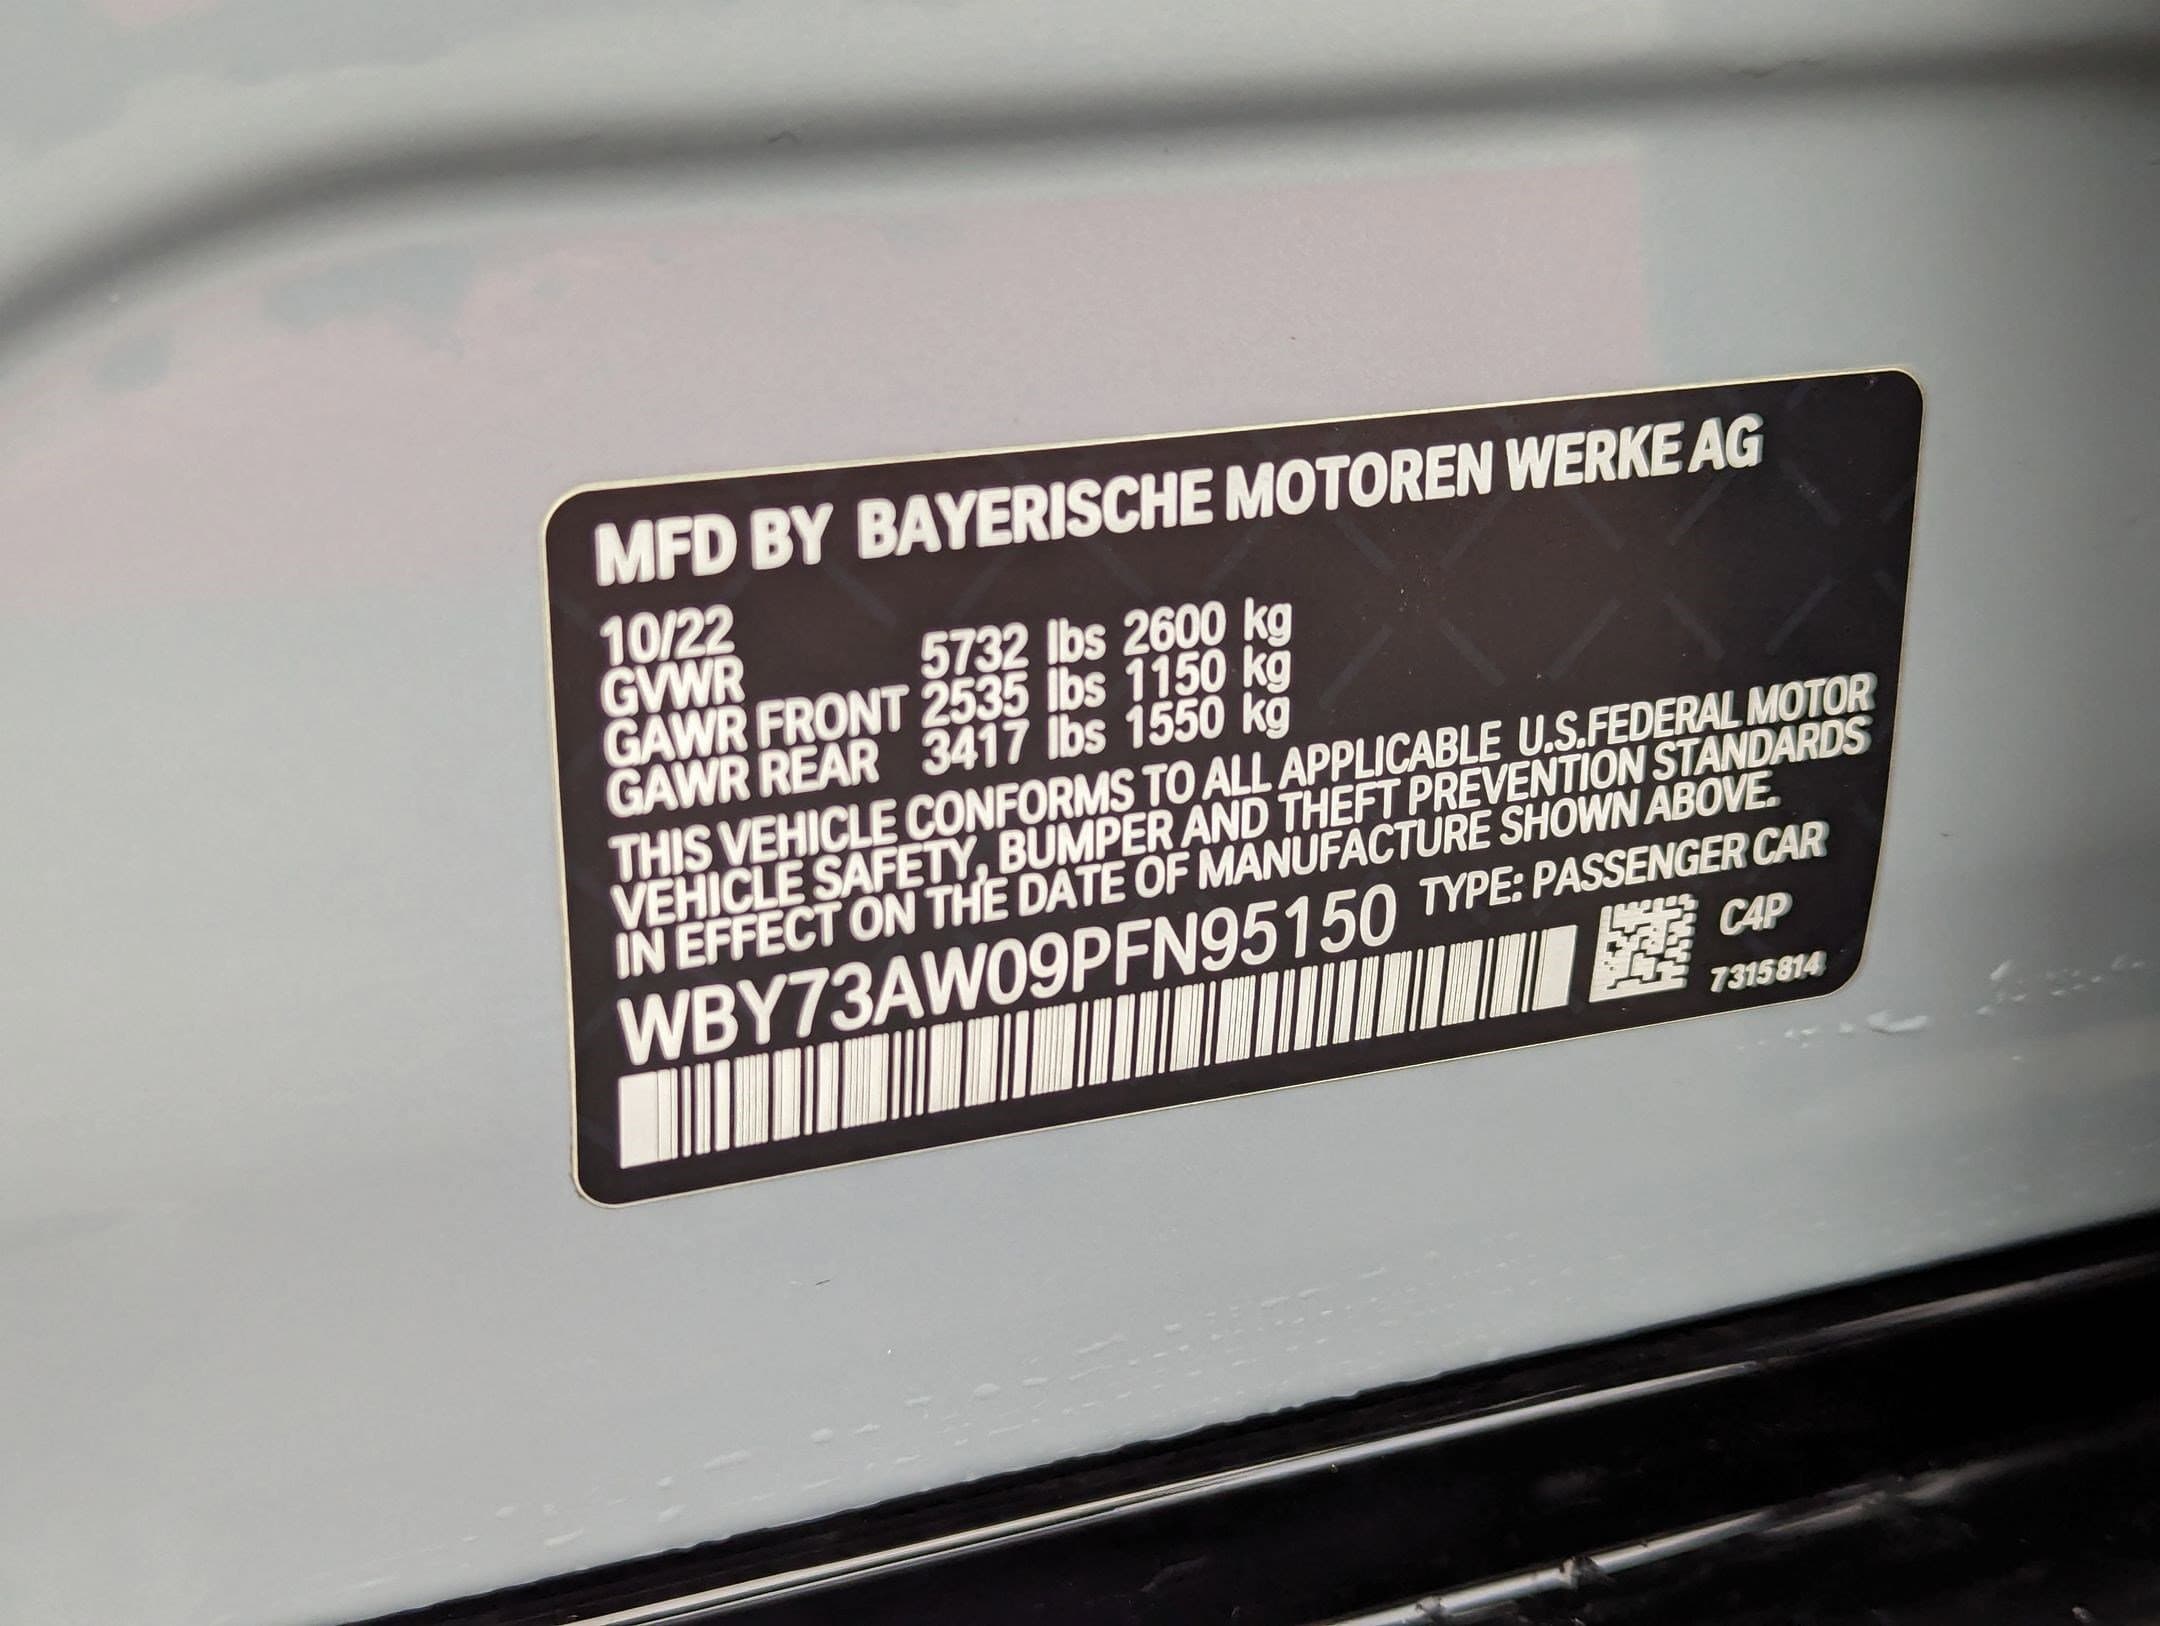 MFD BY BAYERISCHE MOTOREN WERKE AG
10/22
GVWR 5732 lbs 2600 kg
GAWR FRONT 2535 lbs 1150 kg
GAWR REAR 3417 lbs 1550 kg
THIS VEHICLE CONFORMS TO ALL APPLICABLE U.S.FEDERAL MOTOR
VEHICLE SAFETY, BUMPER AND THEFT PREVENTION STANDARDS
IN EFFECT ON THE DATE OF MANUFACTURE SHOWN ABOVE.
WBY73AW09PFN95150 TYPE: PASSENGER CAR
C4P
7315814